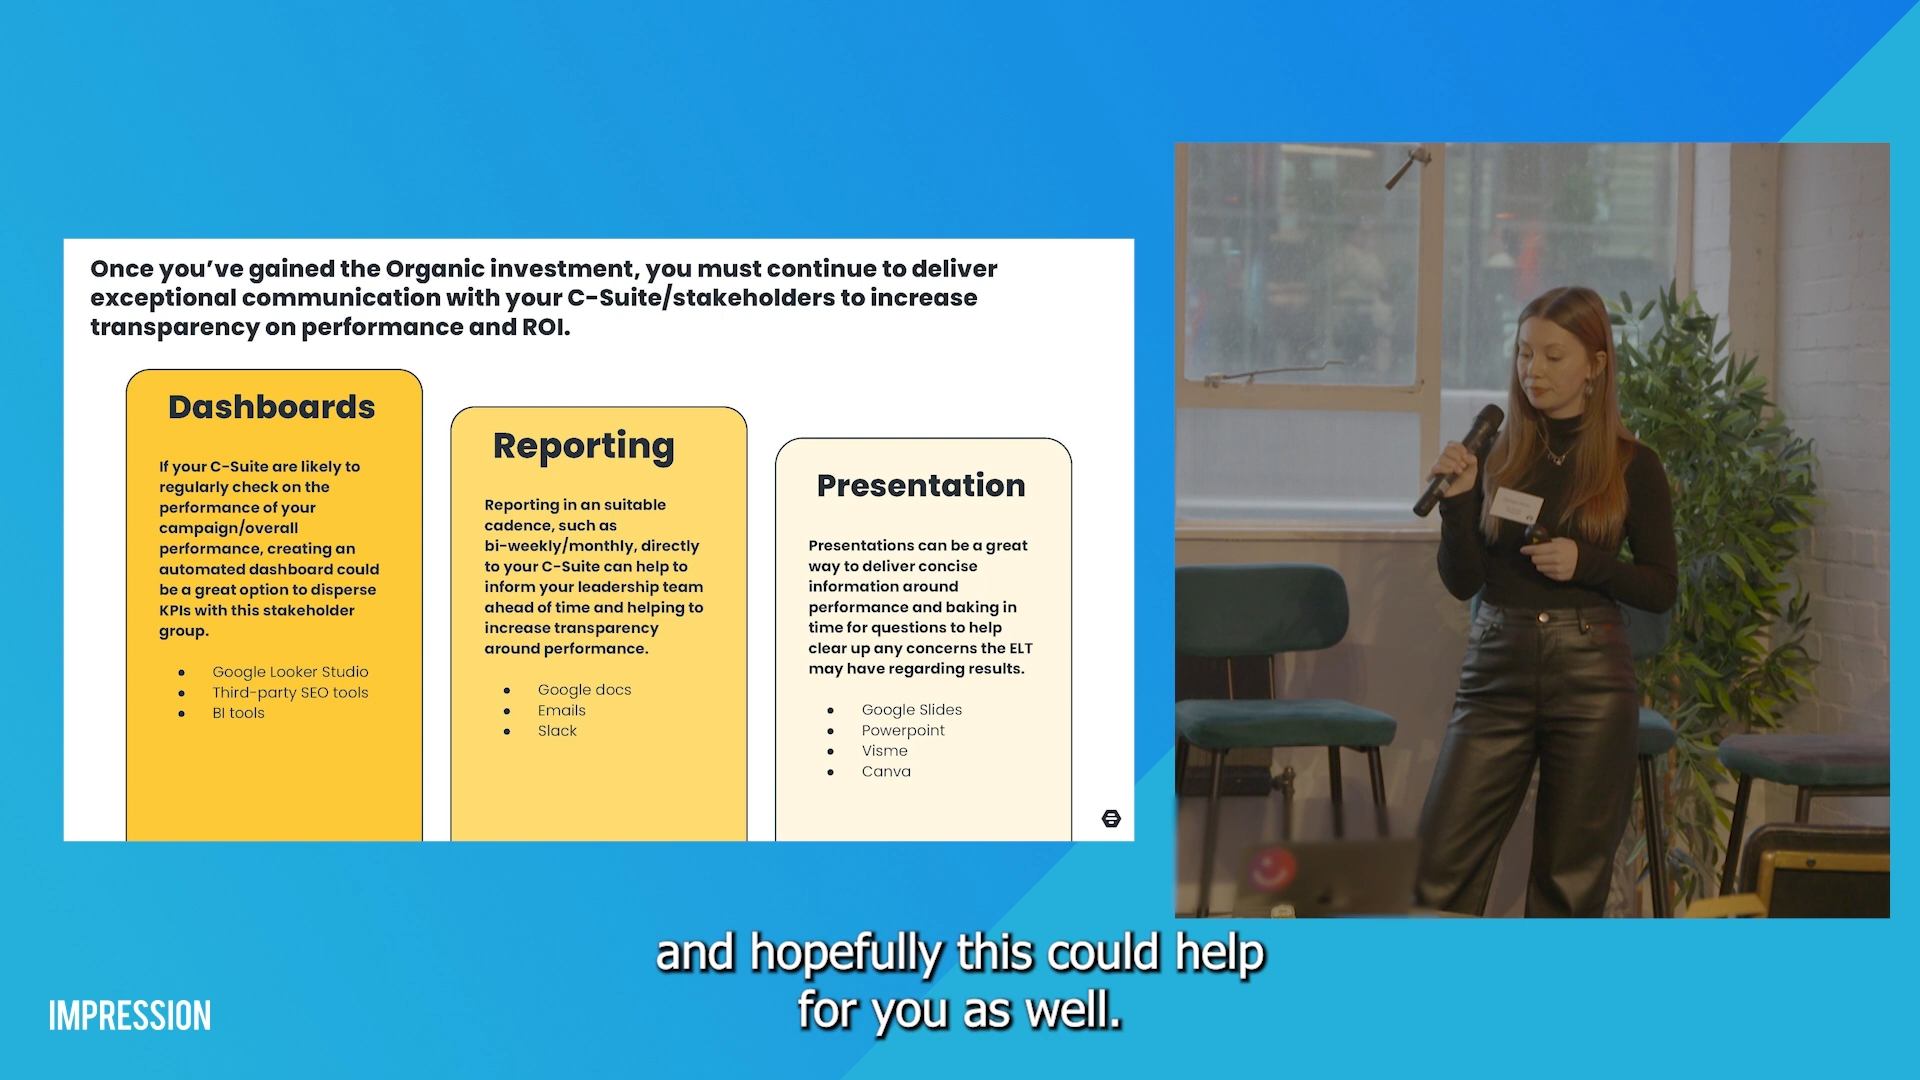 Once you’ve gained the Organic investment, you must continue to deliver
exceptional communication with your C-Suite/stakeholders to increase
transparency on performance and ROI.
Dashboards
If your C-Suite are likely to
regularly check on the
performance of your
campaign/overall
performance, creating an
automated dashboard could
be a great option to disperse
KPIs with this stakeholder
group.
● Google Looker Studio
● Third-party SEO tools
● BI tools
Reporting
Reporting in an suitable
cadence, such as
bi-weekly/monthly, directly
to your C-Suite can help to
inform your leadership team
ahead of time and helping to
increase transparency
around performance.
● Google docs
● Emails
● Slack
Presentation
Presentations can be a great
way to deliver concise
information around
performance and baking in
time for questions to help
clear up any concerns the ELT
may have regarding results.
● Google Slides
● Powerpoint
● Visme
● Canva
and hopefully this could help
for you as well.
IMPRESSION